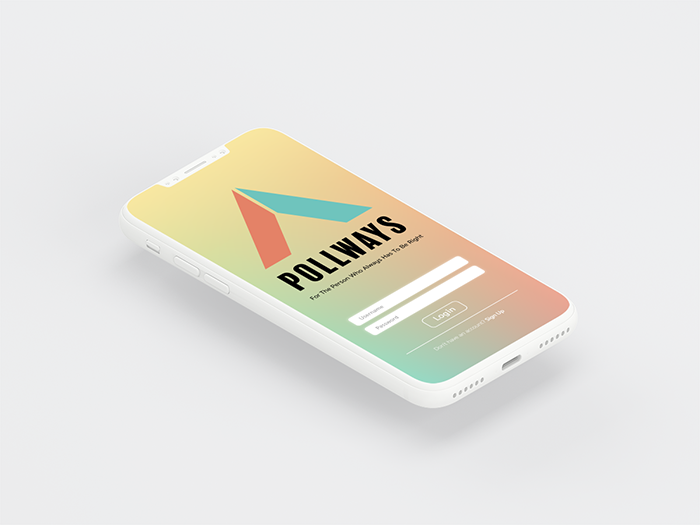 POLLWAYS
For The Person Who Always Has To Be Right
Username
Password
Login
Don't have an account? Sign Up